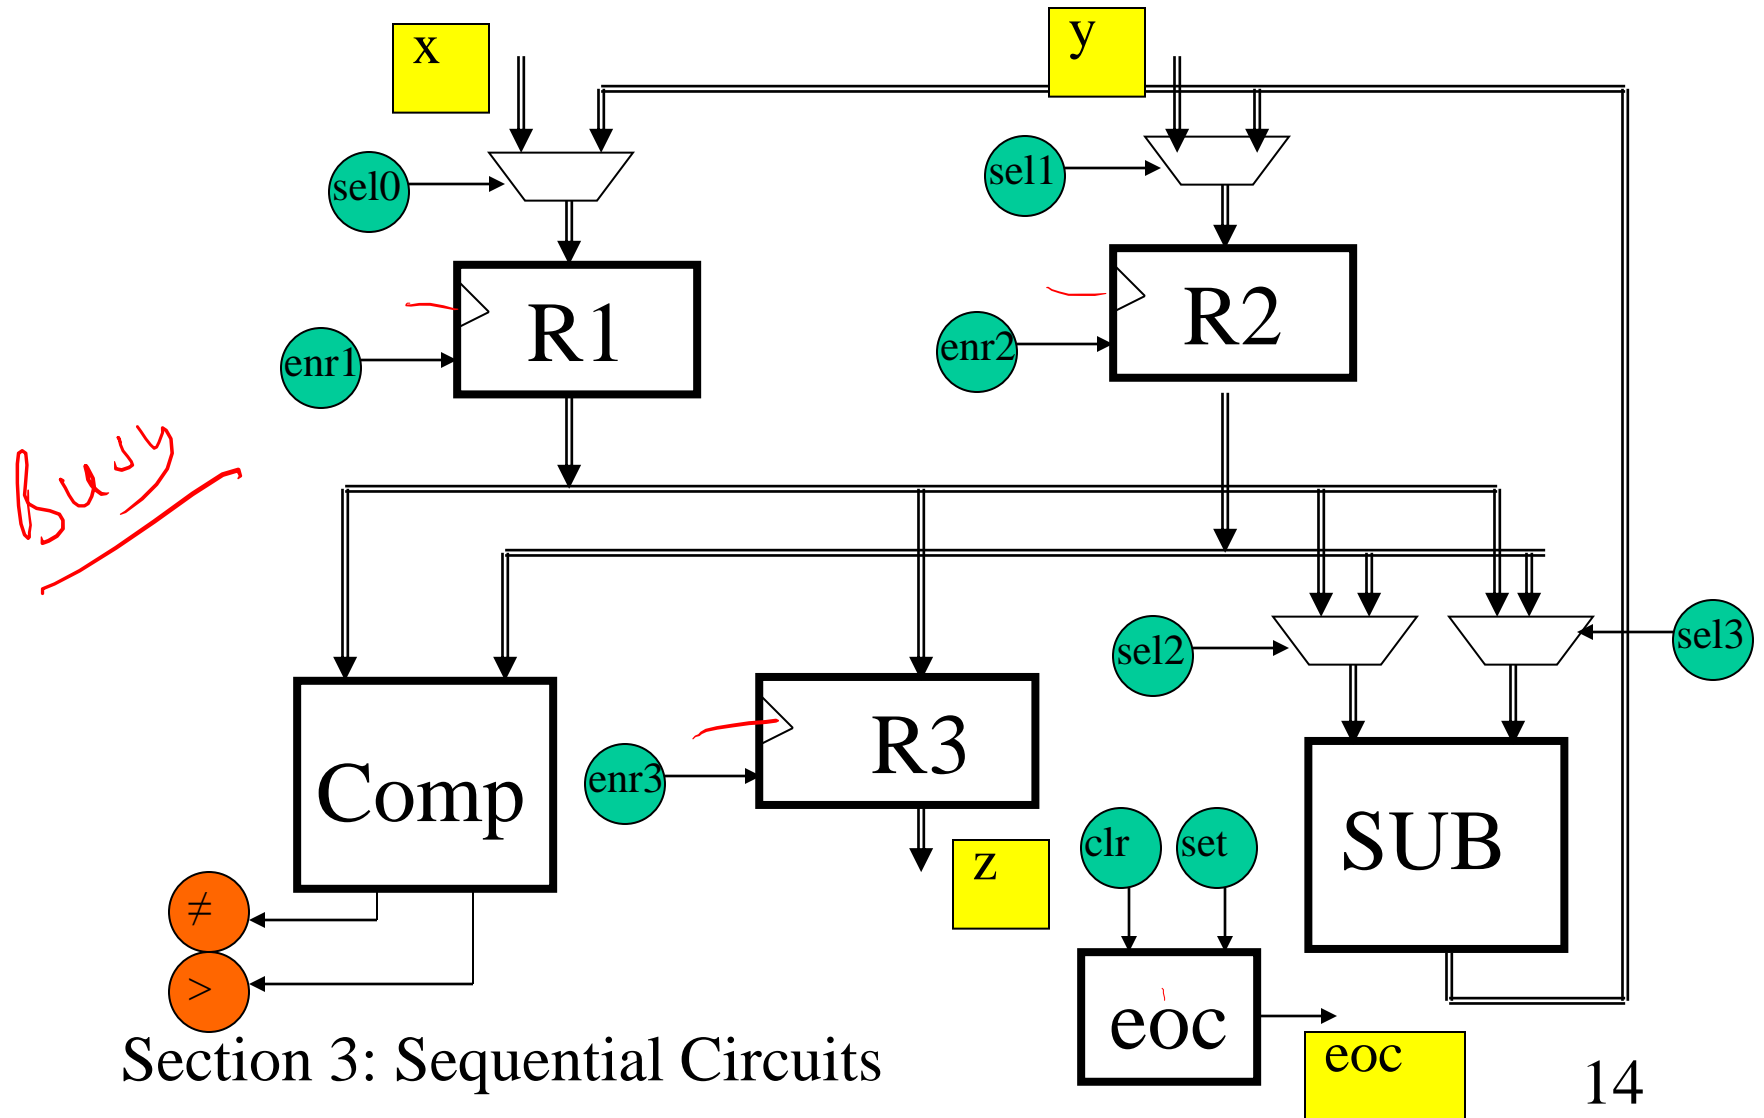 x
y
sel0
sel1
R1
R2
enr1
enr2
Busy
sel2
sel3
Comp
R3
enr3
SUB
z
clr
set
≠
>
eoc
eoc
Section 3: Sequential Circuits
14